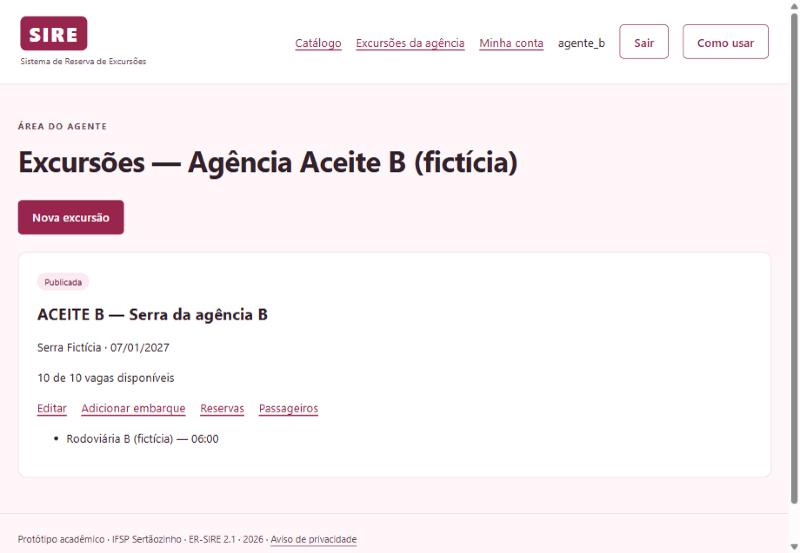 SIRE
Sistema de Reserva de Excursões
Catálogo Excursões da agência Minha conta agente_b Sair Como usar
ÁREA DO AGENTE
Excursões — Agência Aceite B (fictícia)
Nova excursão
Publicada
ACEITE B — Serra da agência B
Serra Fictícia · 07/01/2027
10 de 10 vagas disponíveis
Editar Adicionar embarque Reservas Passageiros
• Rodoviária B (fictícia) — 06:00
Protótipo acadêmico · IFSP Sertãozinho · ER-SIRE 2.1 · 2026 · Aviso de privacidade